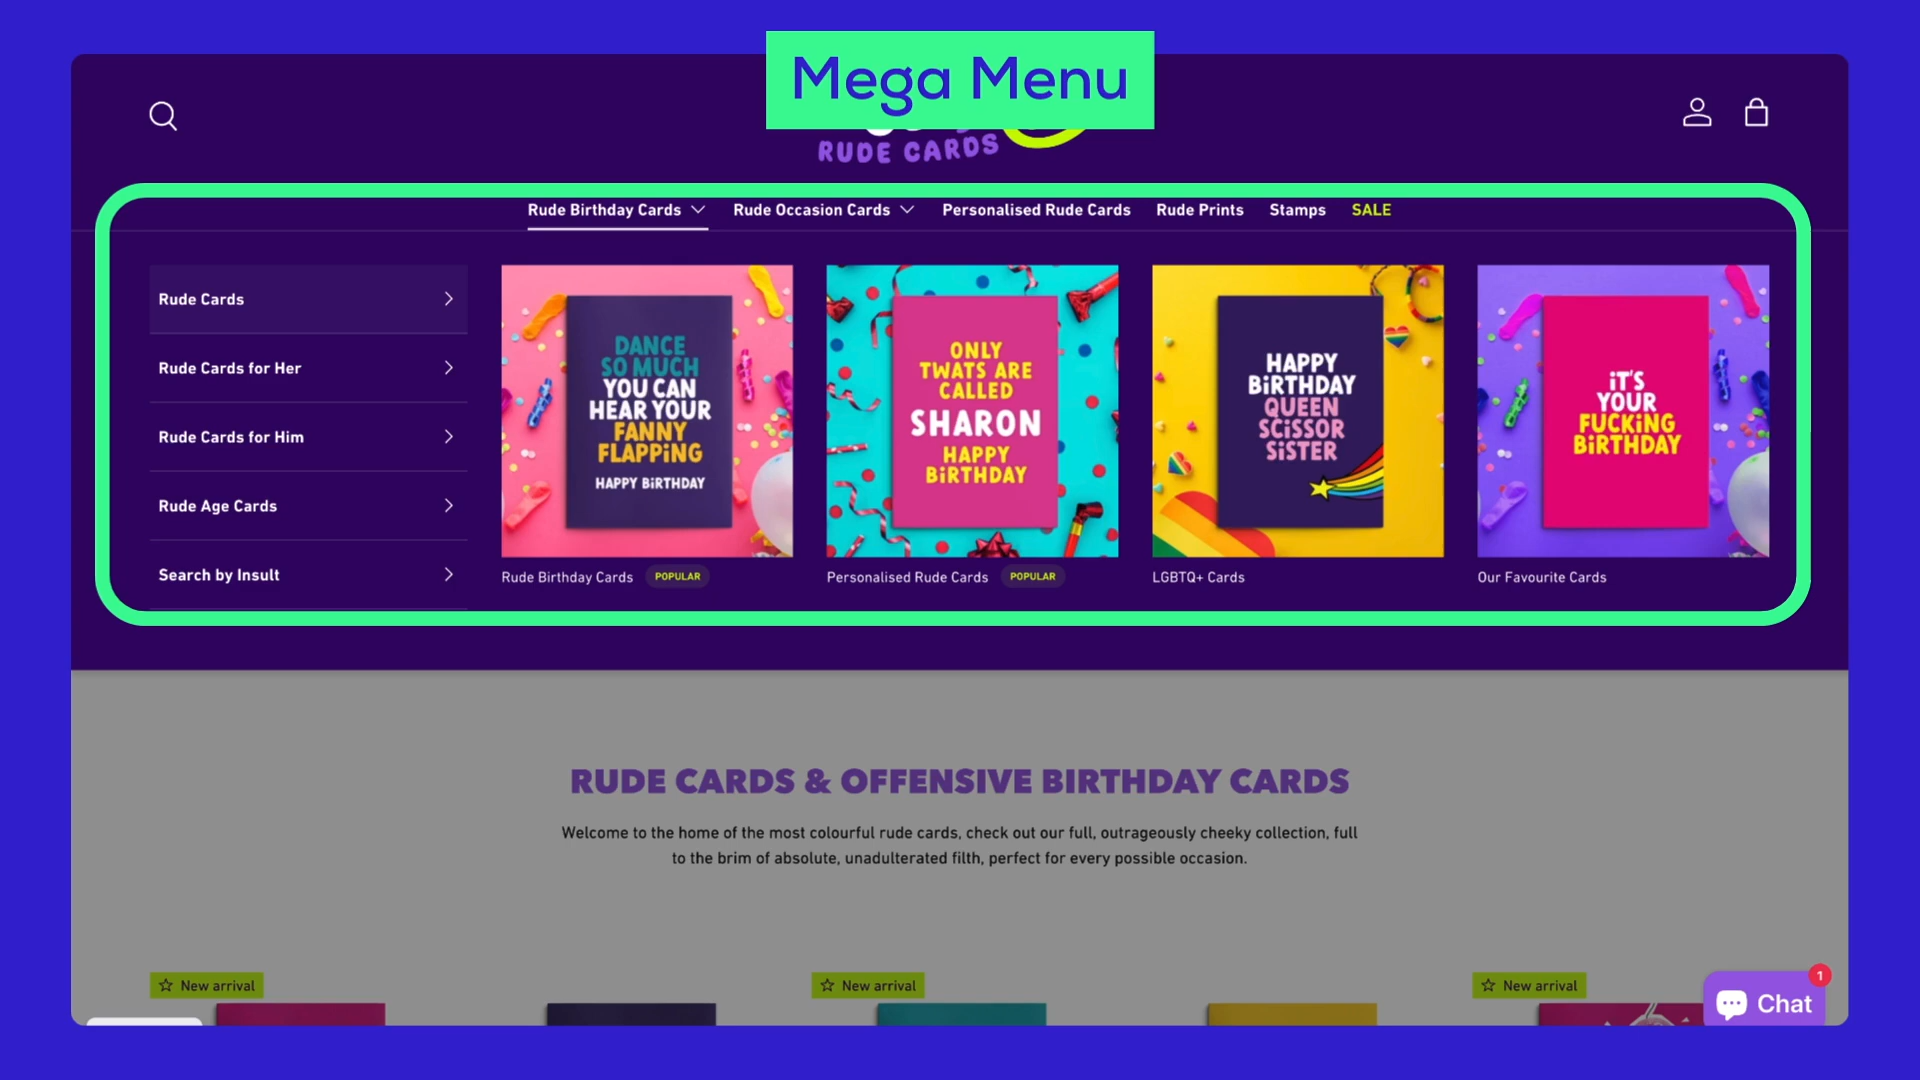 Mega Menu
RUDE CARDS
Rude Birthday Cards
Rude Occasion Cards
Personalised Rude Cards
Rude Prints
Stamps
SALE
Rude Cards
Rude Cards for Her
Rude Cards for Him
Rude Age Cards
Search by Insult
DANCE
SO MUCH
YOU CAN
HEAR YOUR
FANNY
FLAPPiNG
HAPPY BiRTHDAY
Rude Birthday Cards
POPULAR
ONLY
TWATS ARE
CALLED
SHARON
HAPPY
BiRTHDAY
Personalised Rude Cards
POPULAR
HAPPY
BiRTHDAY
QUEEN
SCiSSOR
SiSTER
LGBTQ+ Cards
iT'S
YOUR
FUCKiNG
BiRTHDAY
Our Favourite Cards
RUDE CARDS & OFFENSIVE BIRTHDAY CARDS
Welcome to the home of the most colourful rude cards, check out our full, outrageously cheeky collection, full
to the brim of absolute, unadulterated filth, perfect for every possible occasion.
New arrival
New arrival
New arrival
1
Chat